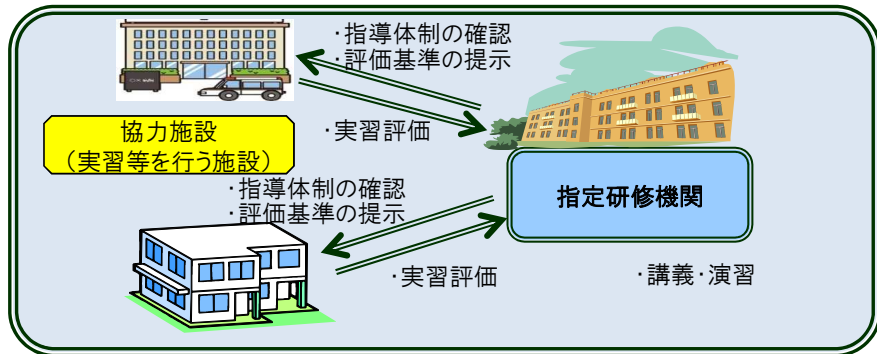 ・指導体制の確認
・評価基準の提示
・実習評価
協力施設
（実習等を行う施設）
・指導体制の確認
・評価基準の提示
指定研修機関
・実習評価
・講義・演習